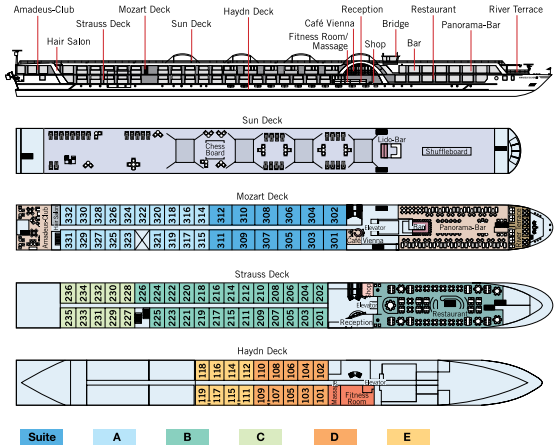 Amadeus-Club
Mozart Deck
Strauss Deck
Sun Deck
Haydn Deck
Hair Salon
Café Vienna
Fitness Room/
Massage
Reception
Shop
Bridge
Bar
Restaurant
Panorama-Bar
River Terrace
Sun Deck
Chess
Board
Lido-Bar
Shuffleboard
Mozart Deck
Amadeus-Club
332 330 328 326 324 322 320 318 316 314 312 310 308 306 304 302
331 329 327 325 323 321 319 317 315 311 309 307 305 303 301
Elevator
Café Vienna
Bar
Panorama-Bar
Strauss Deck
236 234 232 230 228 226 224 222 220 218 216 214 212 210 208 206 204 202
235 233 231 229 227 225 223 221 219 217 215 211 209 207 205 203 201
Shop
Elevator
Reception
Restaurant
Haydn Deck
118 116 114 112 110 108 106 104 102
119 117 115 111 109 107 105 103 101
Massage
Fitness
Room
Elevator
Suite
A
B
C
D
E